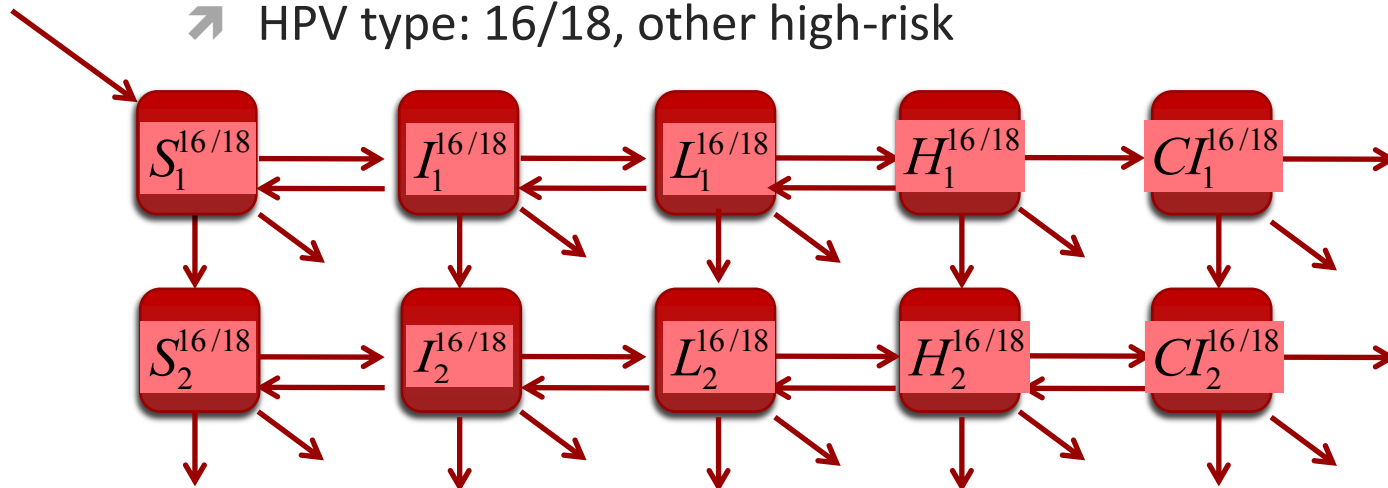 HPV type: 16/18, other high-risk
S₁^16/18 I₁^16/18 L₁^16/18 H₁^16/18 CI₁^16/18
S₂^16/18 I₂^16/18 L₂^16/18 H₂^16/18 CI₂^16/18